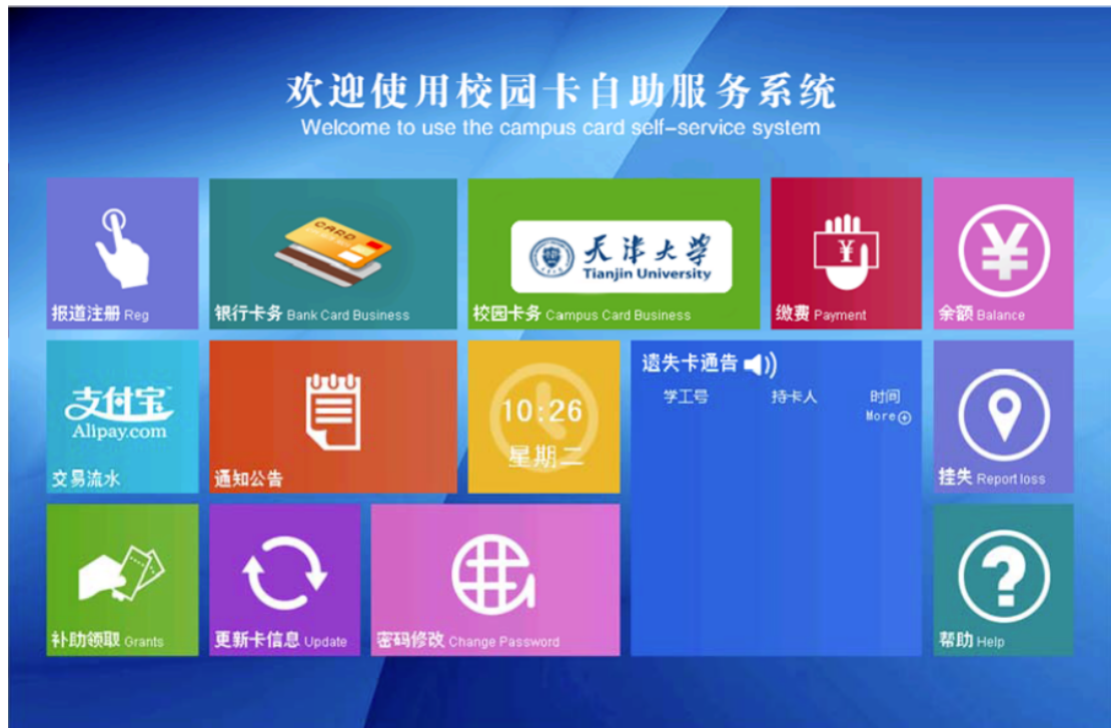 欢迎使用校园卡自助服务系统
Welcome to use the campus card self-service system
CARD
天津大学
Tianjin University
¥
¥
报道注册 Reg
银行卡务 Bank Card Business
校园卡务 Campus Card Business
缴费 Payment
余额 Balance
支付宝
Alipay.com
交易流水
通知公告
10:26
星期二
遗失卡通告
学工号 持卡人 时间
More
挂失 Report loss
补助领取 Grants
更新卡信息 Update
密码修改 Change Password
?
帮助 Help